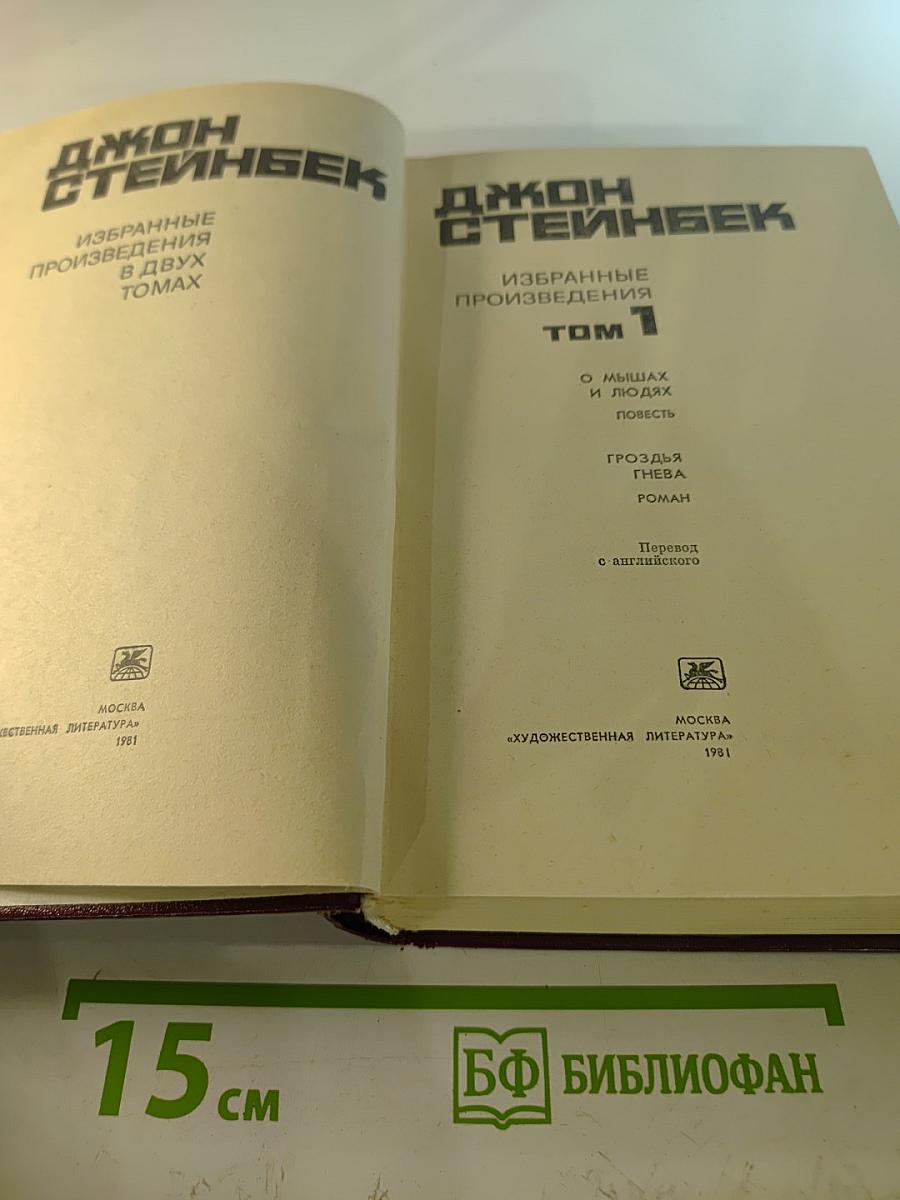 ДЖОН
СТЕЙНБЕК
ИЗБРАННЫЕ
ПРОИЗВЕДЕНИЯ
В ДВУХ
ТОМАХ
МОСКВА
ЛИТЕРАТУРА»
1981
ДЖОН
СТЕЙНБЕК
ИЗБРАННЫЕ
ПРОИЗВЕДЕНИЯ
ТОМ 1
О МЫШАХ
И ЛЮДЯХ
ПОВЕСТЬ
ГРОЗДЬЯ
ГНЕВА
РОМАН
Перевод
с английского
МОСКВА
«ХУДОЖЕСТВЕННАЯ ЛИТЕРАТУРА»
1981
15 см
БФ БИБЛИОФАН